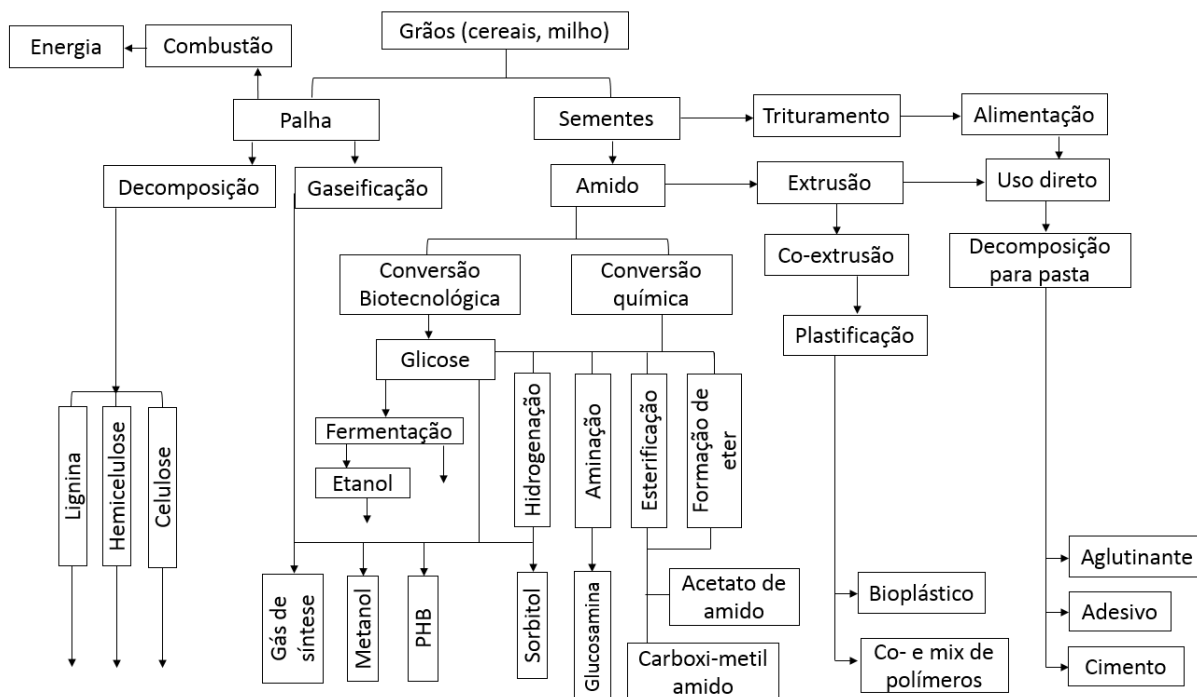 Grãos (cereais, milho)
Energia
Combustão
Palha
Sementes
Trituramento
Alimentação
Decomposição
Gaseificação
Amido
Extrusão
Uso direto
Conversão
Biotecnológica
Conversão
química
Co-extrusão
Decomposição
para pasta
Plastificação
Glicose
Fermentação
Etanol
Hidrogenação
Aminação
Esterificação
Formação de
eter
Lignina
Hemicelulose
Celulose
Gás de
síntese
Metanol
PHB
Sorbitol
Glucosamina
Acetato de
amido
Carboxi-metil
amido
Bioplástico
Co- e mix de
polímeros
Aglutinante
Adesivo
Cimento